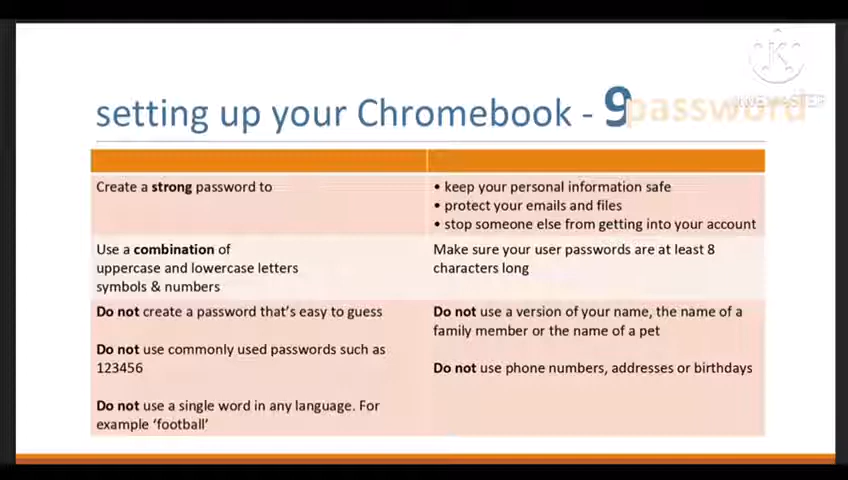 KINEMASTER
setting up your Chromebook - 9 password
Create a strong password to
• keep your personal information safe
• protect your emails and files
• stop someone else from getting into your account
Use a combination of
uppercase and lowercase letters
symbols & numbers
Make sure your user passwords are at least 8
characters long
Do not create a password that's easy to guess
Do not use commonly used passwords such as
123456
Do not use a single word in any language. For
example 'football'
Do not use a version of your name, the name of a
family member or the name of a pet
Do not use phone numbers, addresses or birthdays